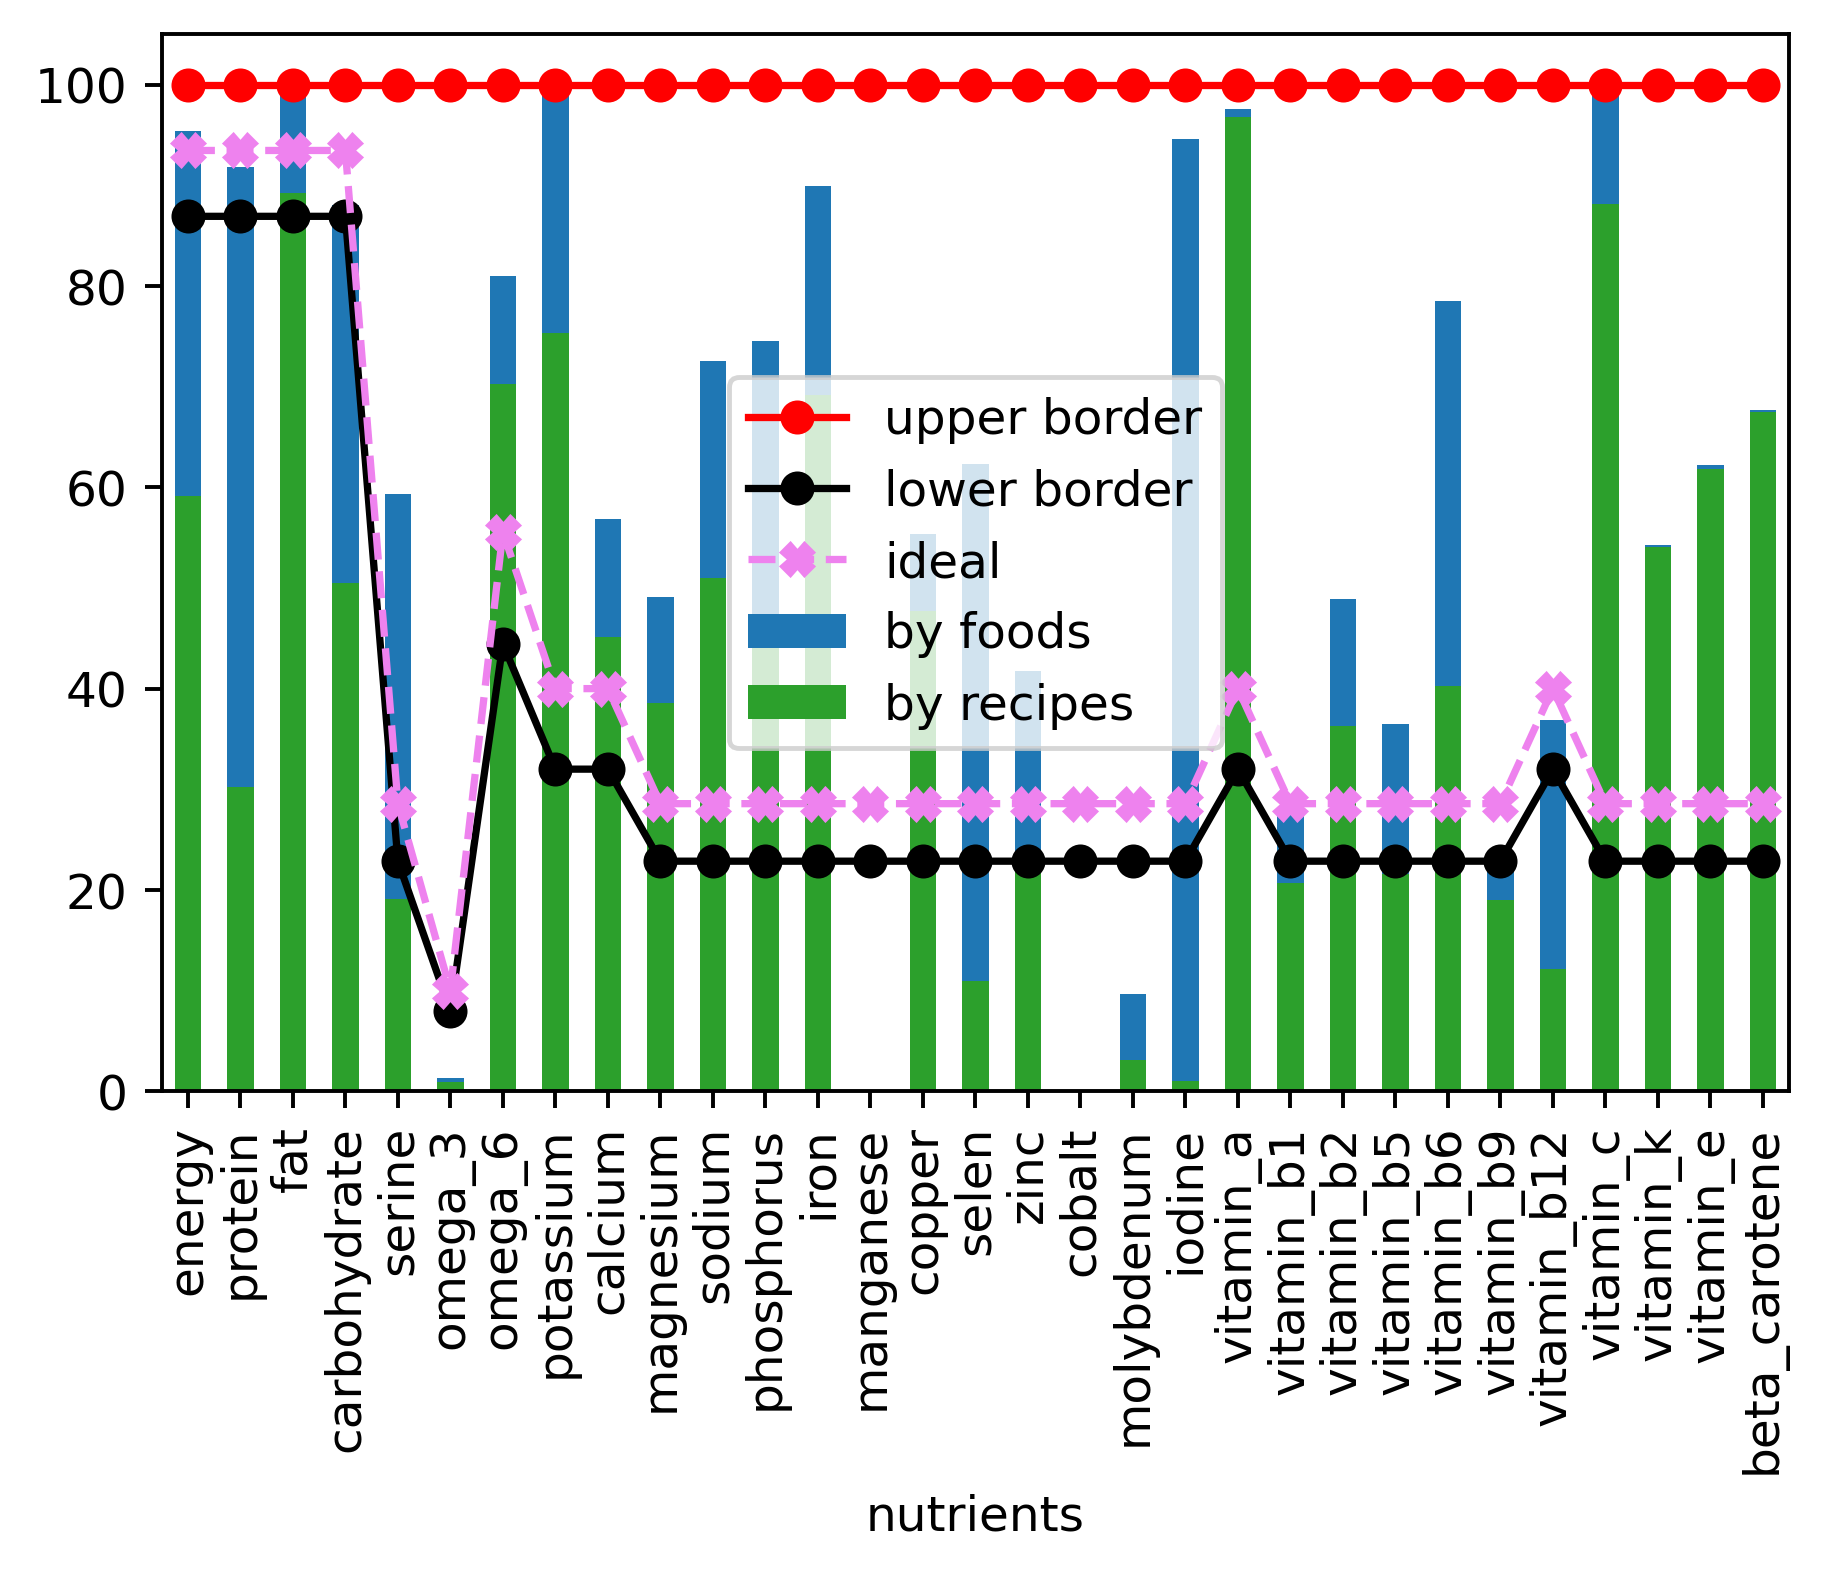 100
80
60
40
20
0
upper border
lower border
ideal
by foods
by recipes
energy
protein
fat
carbohydrate
serine
omega_3
omega_6
potassium
calcium
magnesium
sodium
phosphorus
iron
manganese
copper
selen
zinc
cobalt
molybdenum
iodine
vitamin_a
vitamin_b1
vitamin_b2
vitamin_b5
vitamin_b6
vitamin_b9
vitamin_b12
vitamin_c
vitamin_k
vitamin_e
beta_carotene
nutrients